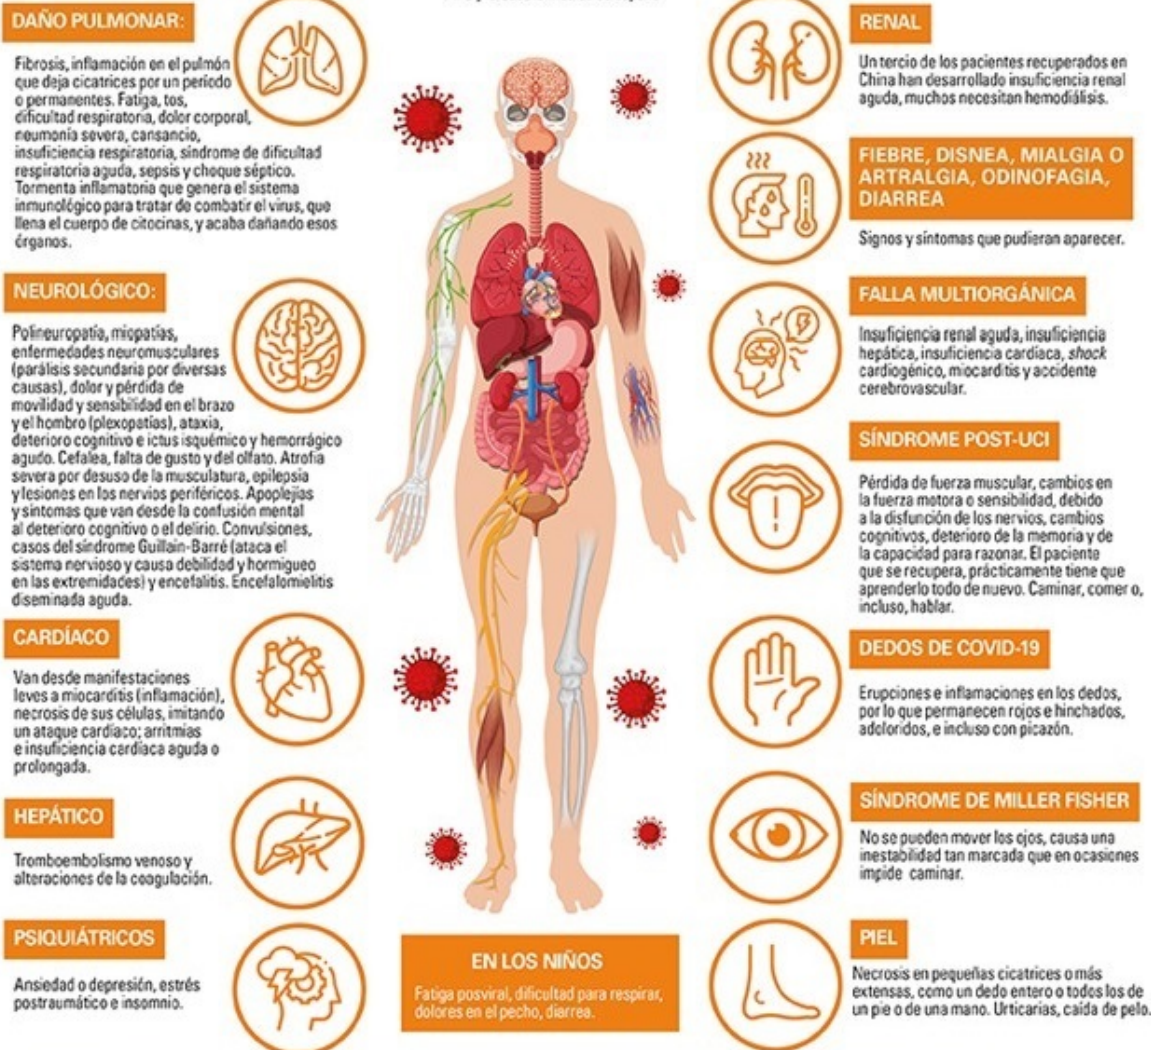 DAÑO PULMONAR:
Fibrosis, inflamación en el pulmón
que deja cicatrices por un período
o permanentes. Fatiga, tos,
dificultad respiratoria, dolor corporal,
neumonía severa, cansancio,
insuficiencia respiratoria, síndrome de dificultad
respiratoria aguda, sepsis y choque séptico.
Tormenta inflamatoria que genera el sistema
inmunológico para tratar de combatir el virus, que
llena el cuerpo de citocinas, y acaba dañando esos
órganos.
NEUROLÓGICO:
Polineuropatía, miopatías,
enfermedades neuromusculares
(parálisis secundaria por diversas
causas), dolor y pérdida de
movilidad y sensibilidad en el brazo
y el hombro (plexopatías), ataxia,
deterioro cognitivo e ictus isquémico y hemorrágico
agudo. Cefalea, falta de gusto y del olfato. Atrofia
severa por desuso de la musculatura, epilepsia
y lesiones en los nervios periféricos. Apoplejías
y síntomas que van desde la confusión mental
al deterioro cognitivo o el delirio. Convulsiones,
casos del síndrome Guillain-Barré (ataca el
sistema nervioso y causa debilidad y hormigueo
en las extremidades) y encefalitis. Encefalomielitis
diseminada aguda.
CARDÍACO
Van desde manifestaciones
leves a miocarditis (inflamación),
necrosis de sus células, imitando
un ataque cardíaco; arritmias
e insuficiencia cardíaca aguda o
prolongada.
HEPÁTICO
Tromboembolismo venoso y
alteraciones de la coagulación.
PSIQUIÁTRICOS
Ansiedad o depresión, estrés
postraumático e insomnio.
EN LOS NIÑOS
Fatiga posviral, dificultad para respirar,
dolores en el pecho, diarrea.
RENAL
Un tercio de los pacientes recuperados en
China han desarrollado insuficiencia renal
aguda, muchos necesitan hemodiálisis.
FIEBRE, DISNEA, MIALGIA O
ARTRALGIA, ODINOFAGIA,
DIARREA
Signos y síntomas que pudieran aparecer.
FALLA MULTIORGÁNICA
Insuficiencia renal aguda, insuficiencia
hepática, insuficiencia cardíaca, shock
cardiogénico, miocarditis y accidente
cerebrovascular.
SÍNDROME POST-UCI
Pérdida de fuerza muscular, cambios en
la fuerza motora o sensibilidad, debido
a la disfunción de los nervios, cambios
cognitivos, deterioro de la memoria y de
la capacidad para razonar. El paciente
que se recupera, prácticamente tiene que
aprenderlo todo de nuevo. Caminar, comer o,
incluso, hablar.
DEDOS DE COVID-19
Erupciones e inflamaciones en los dedos,
por lo que permanecen rojos e hinchados,
adoloridos, e incluso con picazón.
SÍNDROME DE MILLER FISHER
No se pueden mover los ojos, causa una
inestabilidad tan marcada que en ocasiones
impide caminar.
PIEL
Necrosis en pequeñas cicatrices o más
extensas, como un dedo entero o todos los de
un pie o de una mano. Urticarias, caída de pelo.